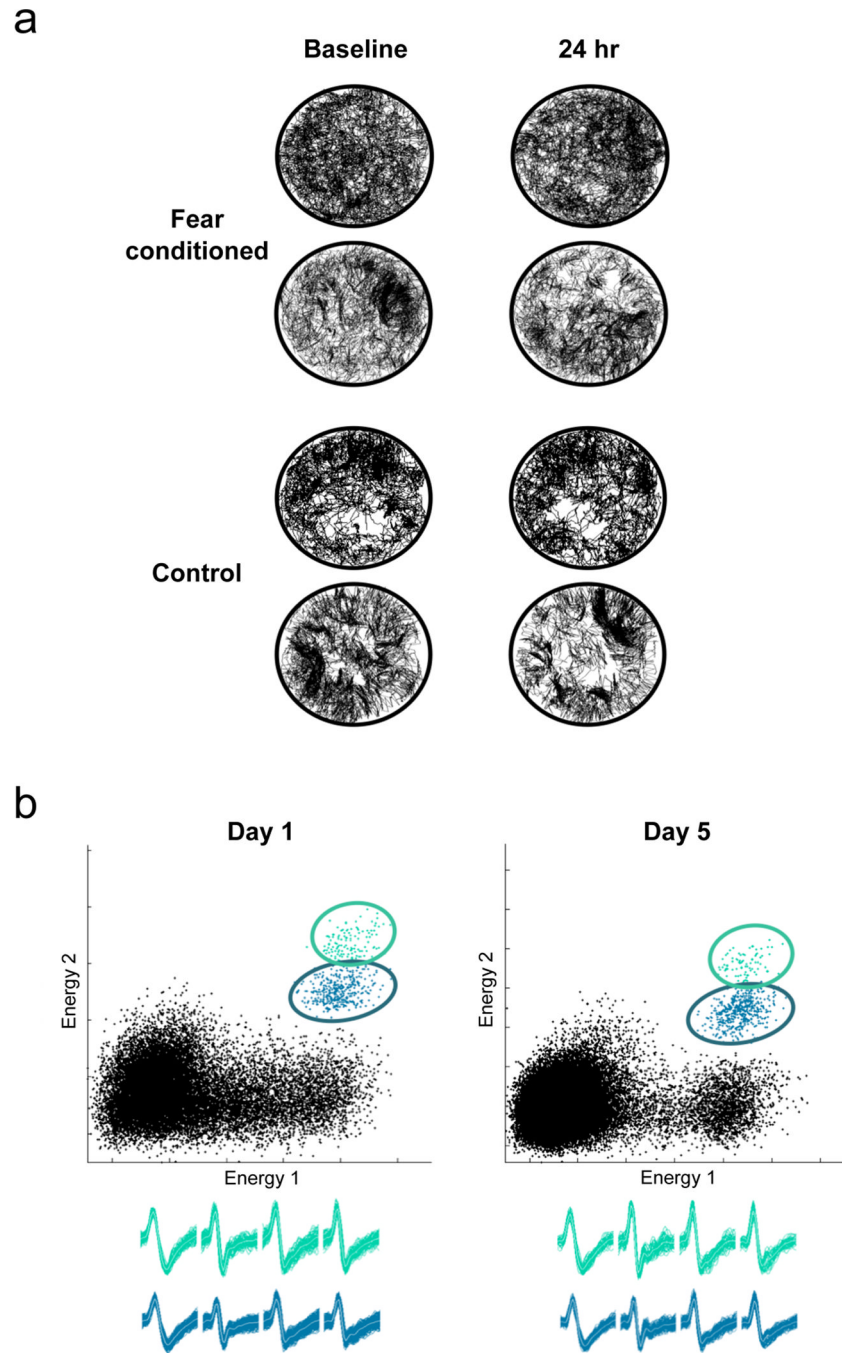 a
Baseline
24 hr
Fear
conditioned
Control
b
Day 1
Day 5
Energy 2
Energy 1
Energy 2
Energy 1